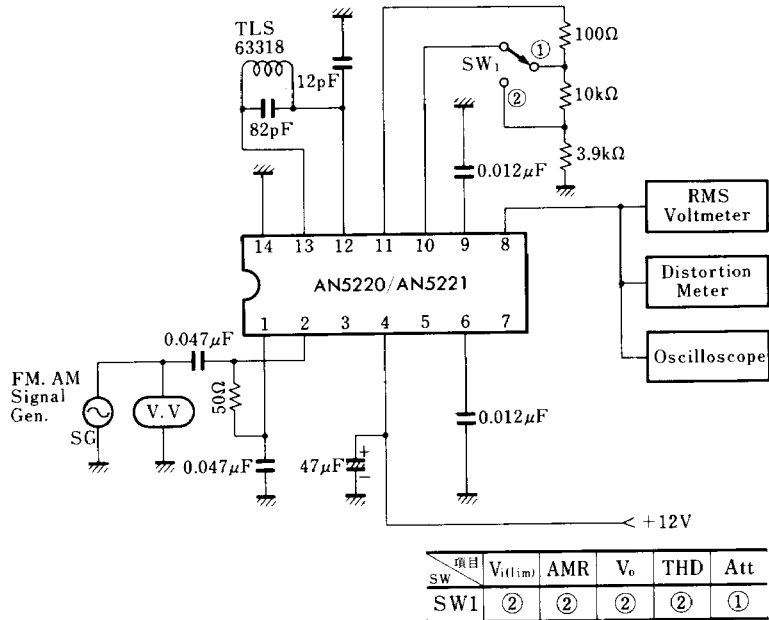 TLS
63318
12pF
82pF
100Ω
SW₁
①
②
10kΩ
3.9kΩ
0.012μF
14 13 12 11 10 9 8
AN5220/AN5221
1 2 3 4 5 6 7
RMS
Voltmeter
Distortion
Meter
Oscilloscope
0.047μF
FM. AM
Signal
Gen.
SG
V.V
50Ω
0.047μF
47μF
+
−
0.012μF
+12V
項目
SW
Vi(lim) AMR Vo THD Att
SW1 ② ② ② ② ①